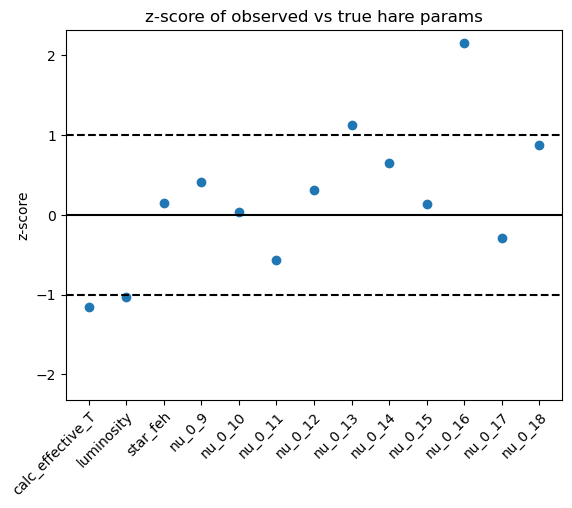 z-score of observed vs true hare params
2
1
0
−1
−2
z-score
calc_effective_T
luminosity
star_feh
nu_0_9
nu_0_10
nu_0_11
nu_0_12
nu_0_13
nu_0_14
nu_0_15
nu_0_16
nu_0_17
nu_0_18